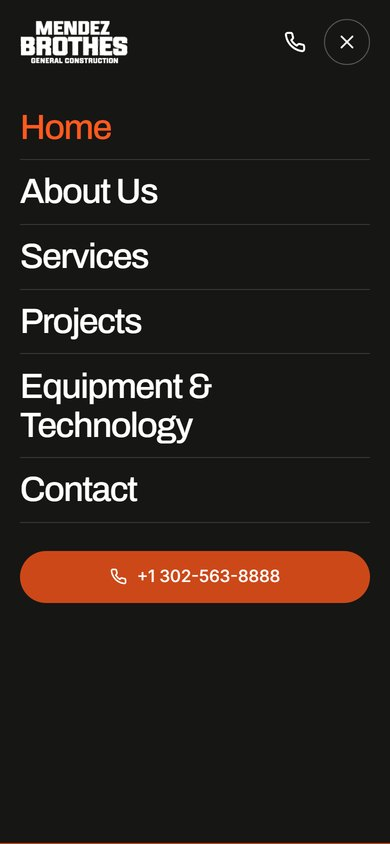 MENDEZ
BROTHES
GENERAL CONSTRUCTION
Home
About Us
Services
Projects
Equipment &
Technology
Contact
+1 302-563-8888